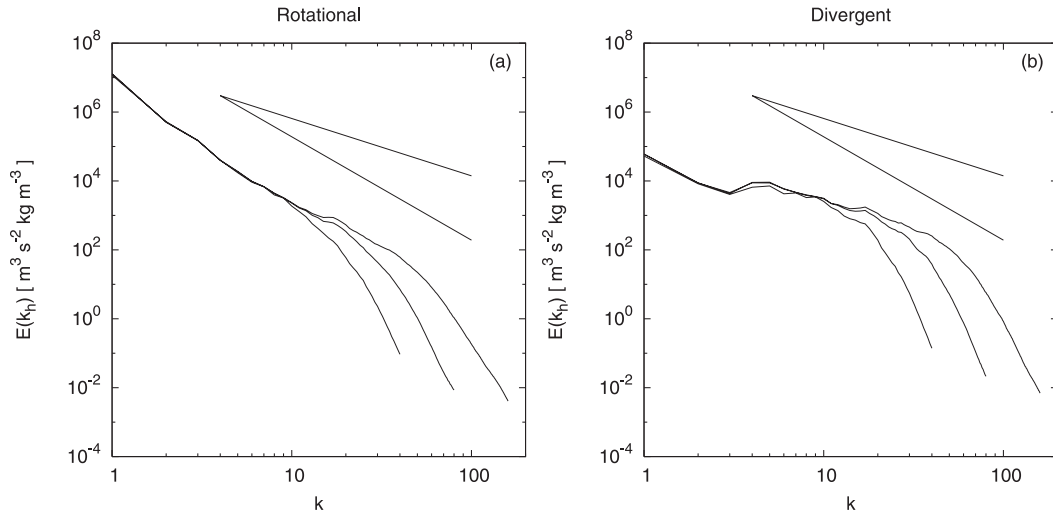 Rotational
(a)
E(k_h) [ m^3 s^-2 kg m^-3 ]
10^8
10^6
10^4
10^2
10^0
10^-2
10^-4
1
10
100
k
Divergent
(b)
E(k_h) [ m^3 s^-2 kg m^-3 ]
10^8
10^6
10^4
10^2
10^0
10^-2
10^-4
1
10
100
k